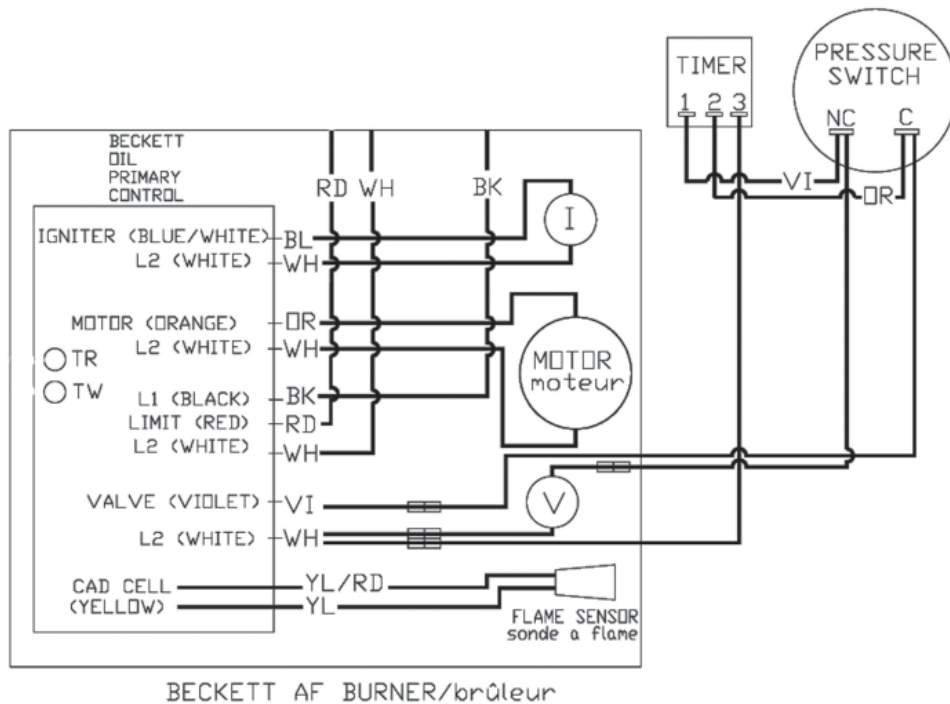 TIMER
1 2 3
PRESSURE
SWITCH
NC C
VI
OR
BECKETT
OIL
PRIMARY
CONTROL
RD WH BK
IGNITER (BLUE/WHITE) BL
L2 (WHITE) WH
I
MOTOR (ORANGE) OR
L2 (WHITE) WH
MOTOR
moteur
TR
TW
L1 (BLACK) BK
LIMIT (RED) RD
L2 (WHITE) WH
VALVE (VIOLET) VI
V
L2 (WHITE) WH
CAD CELL YL/RD
(YELLOW) YL
FLAME SENSOR
sonde a flame
BECKETT AF BURNER/brûleur